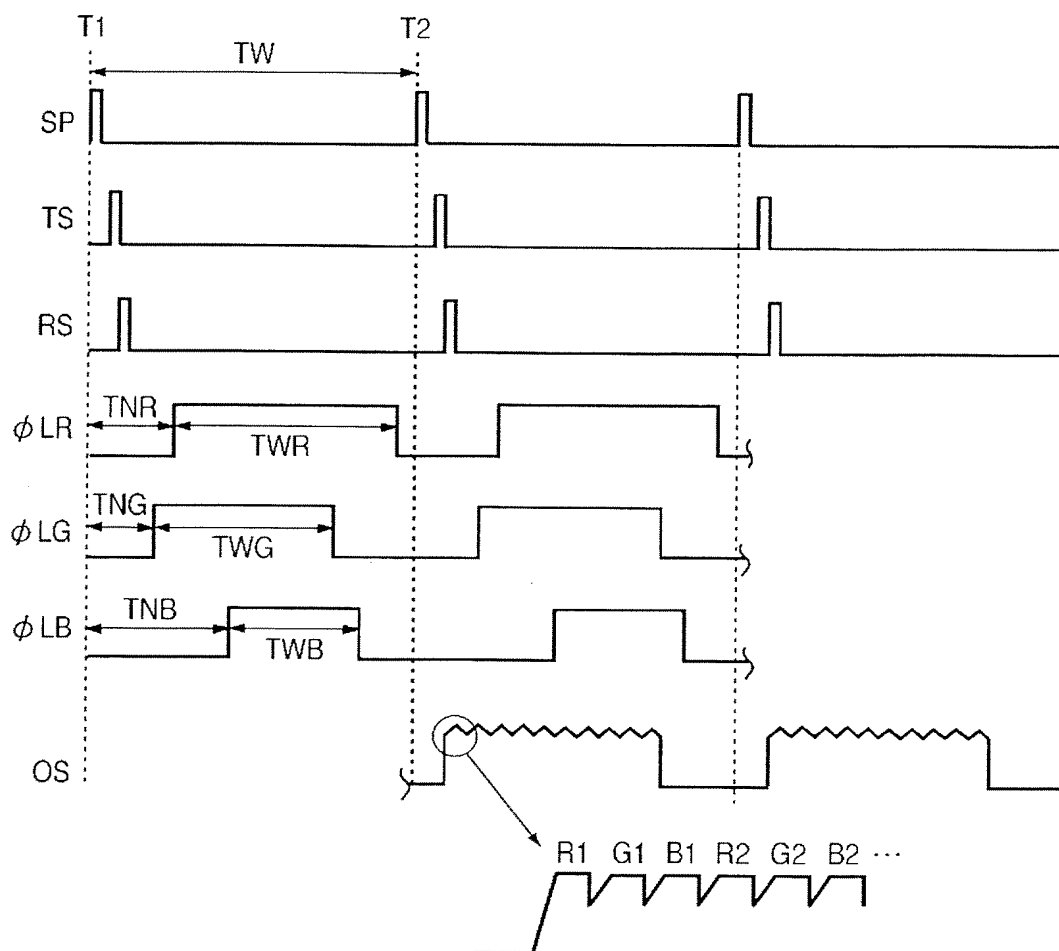 T1 T2
TW
SP
TS
RS
TNR
φLR
TWR
TNG
φLG
TWG
TNB
φLB
TWB
OS
R1 G1 B1 R2 G2 B2 ···